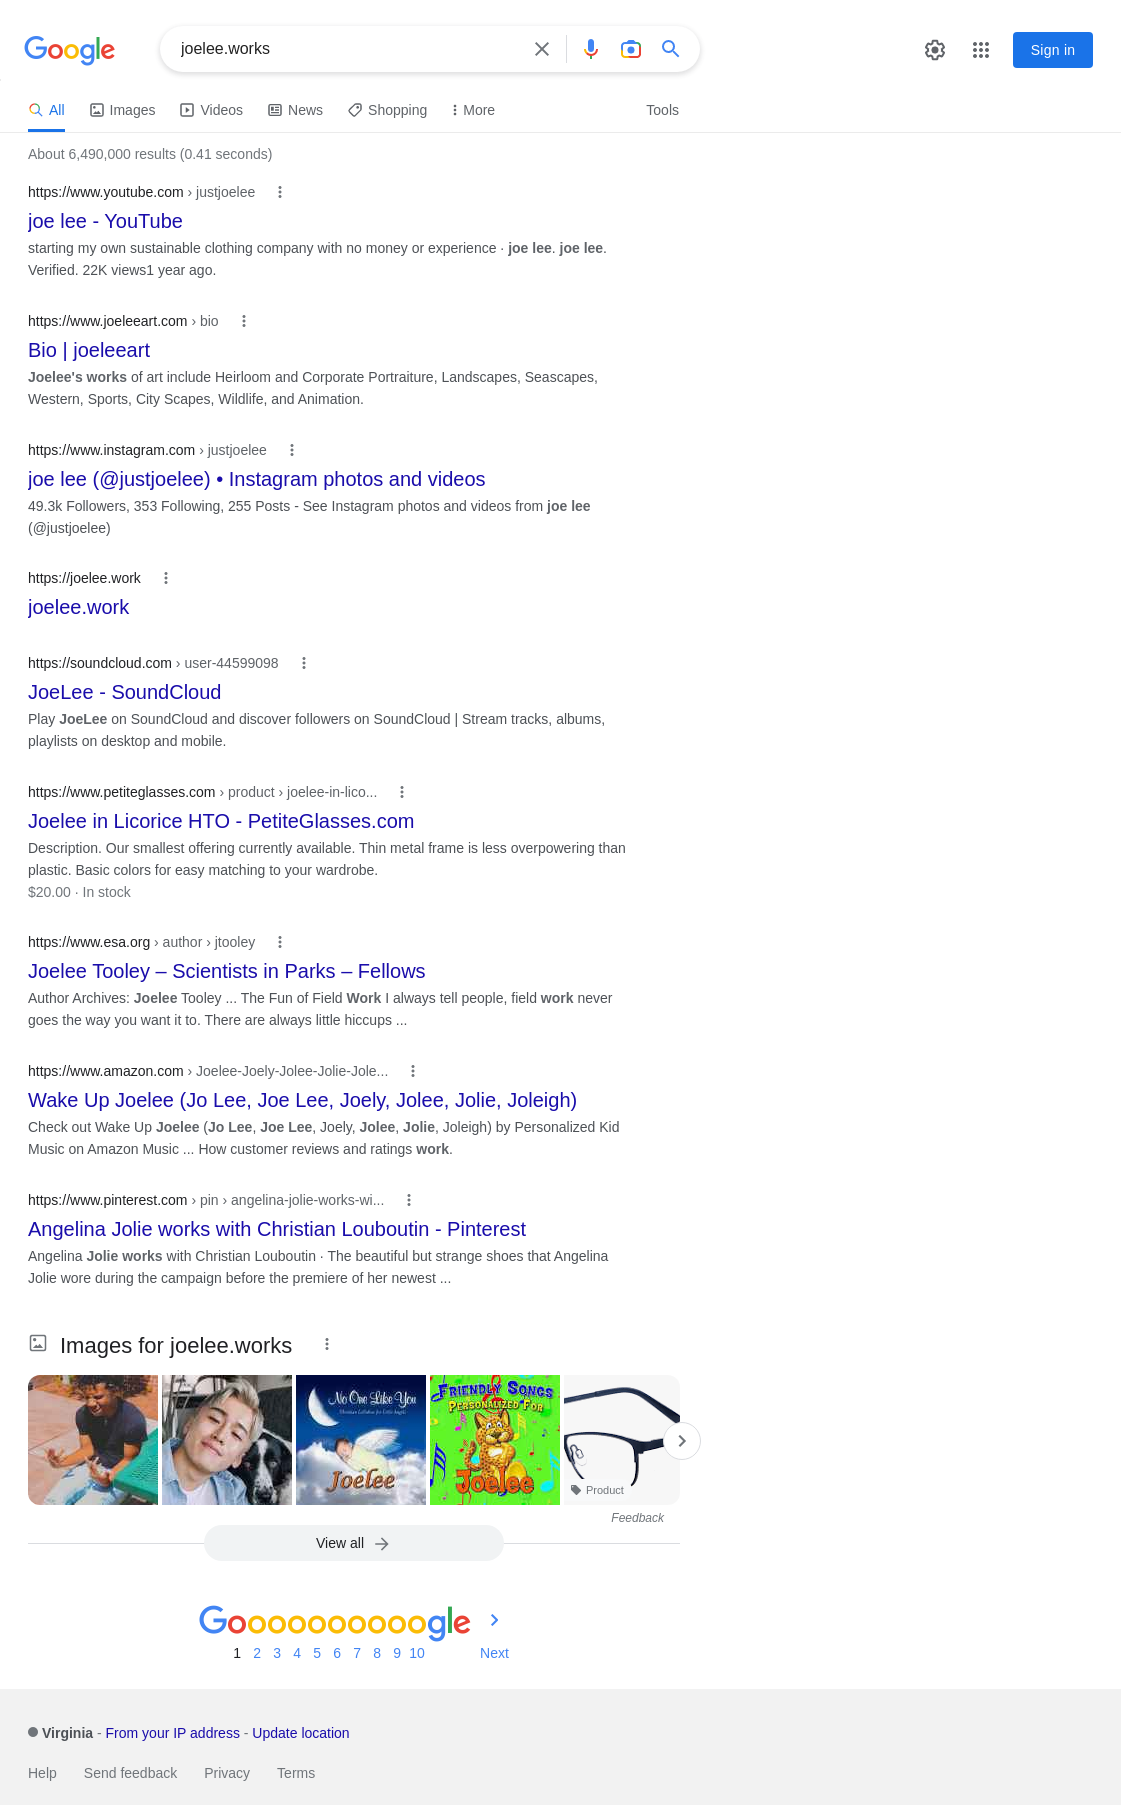 Google
joelee.works
Sign in
All
Images
Videos
News
Shopping
More
Tools
About 6,490,000 results (0.41 seconds)
https://www.youtube.com › justjoelee
joe lee - YouTube
starting my own sustainable clothing company with no money or experience · joe lee. joe lee.
Verified. 22K views1 year ago.
https://www.joeleeart.com › bio
Bio | joeleeart
Joelee's works of art include Heirloom and Corporate Portraiture, Landscapes, Seascapes,
Western, Sports, City Scapes, Wildlife, and Animation.
https://www.instagram.com › justjoelee
joe lee (@justjoelee) • Instagram photos and videos
49.3k Followers, 353 Following, 255 Posts - See Instagram photos and videos from joe lee
(@justjoelee)
https://joelee.work
joelee.work
https://soundcloud.com › user-44599098
JoeLee - SoundCloud
Play JoeLee on SoundCloud and discover followers on SoundCloud | Stream tracks, albums,
playlists on desktop and mobile.
https://www.petiteglasses.com › product › joelee-in-lico...
Joelee in Licorice HTO - PetiteGlasses.com
Description. Our smallest offering currently available. Thin metal frame is less overpowering than
plastic. Basic colors for easy matching to your wardrobe.
$20.00 · In stock
https://www.esa.org › author › jtooley
Joelee Tooley – Scientists in Parks – Fellows
Author Archives: Joelee Tooley ... The Fun of Field Work I always tell people, field work never
goes the way you want it to. There are always little hiccups ...
https://www.amazon.com › Joelee-Joely-Jolee-Jolie-Jole...
Wake Up Joelee (Jo Lee, Joe Lee, Joely, Jolee, Jolie, Joleigh)
Check out Wake Up Joelee (Jo Lee, Joe Lee, Joely, Jolee, Jolie, Joleigh) by Personalized Kid
Music on Amazon Music ... How customer reviews and ratings work.
https://www.pinterest.com › pin › angelina-jolie-works-wi...
Angelina Jolie works with Christian Louboutin - Pinterest
Angelina Jolie works with Christian Louboutin · The beautiful but strange shoes that Angelina
Jolie wore during the campaign before the premiere of her newest ...
Images for joelee.works
No One Like You
Christian Lullabies for Little Angels
Joelee
FRIENDLY SONGS
PERSONALIZED FOR
Joelee
Product
Feedback
View all
Goooooooooogle
1 2 3 4 5 6 7 8 9 10 Next
Virginia - From your IP address - Update location
Help Send feedback Privacy Terms